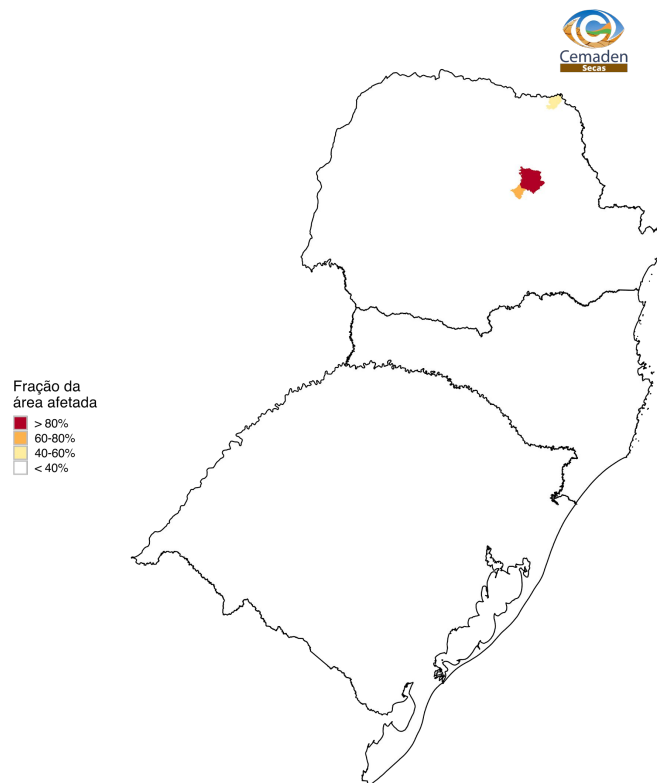 Cemaden
Secas
Fração da
área afetada
> 80%
60-80%
40-60%
< 40%